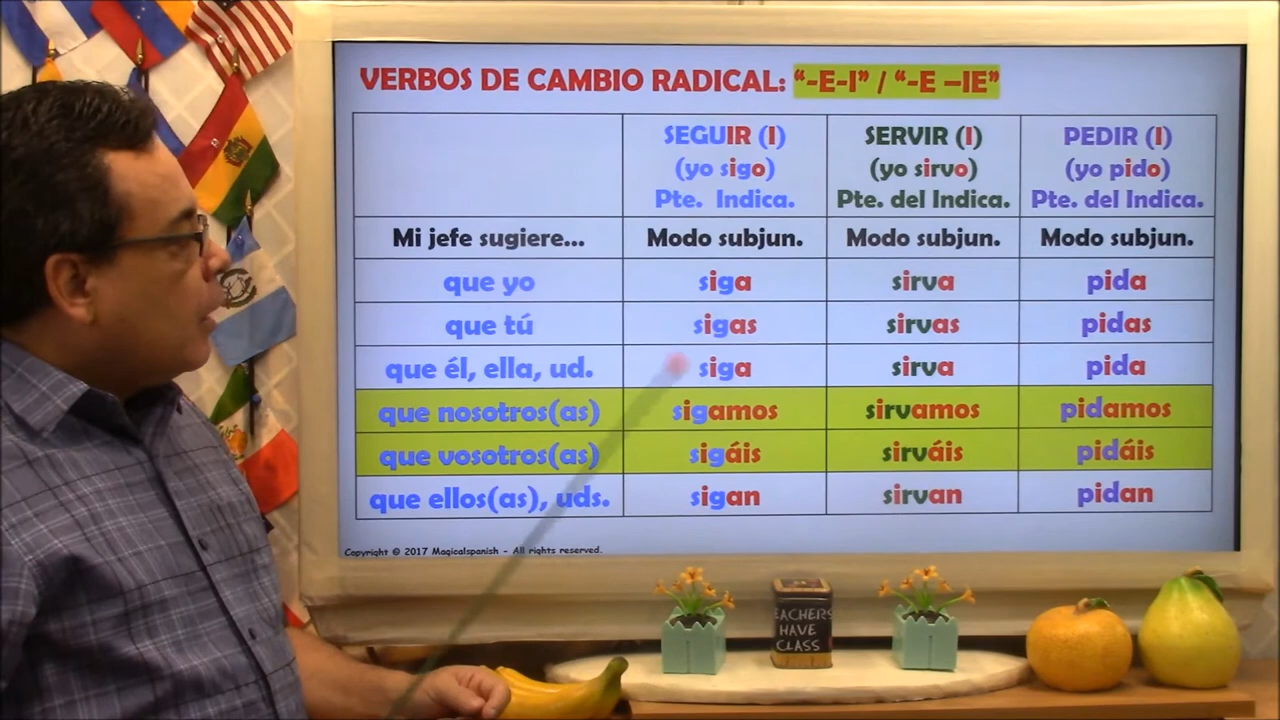 VERBOS DE CAMBIO RADICAL: “-E-I” / “-E –IE”
SEGUIR (I) SERVIR (I) PEDIR (I)
(yo sigo) (yo sirvo) (yo pido)
Pte. Indica. Pte. del Indica. Pte. del Indica.
Mi jefe sugiere... Modo subjun. Modo subjun. Modo subjun.
que yo siga sirva pida
que tú sigas sirvas pidas
que él, ella, ud. siga sirva pida
que nosotros(as) sigamos sirvamos pidamos
que vosotros(as) sigáis sirváis pidáis
que ellos(as), uds. sigan sirvan pidan
Copyright © 2017 Magicalspanish - All rights reserved.
EACHERS
HAVE
CLASS